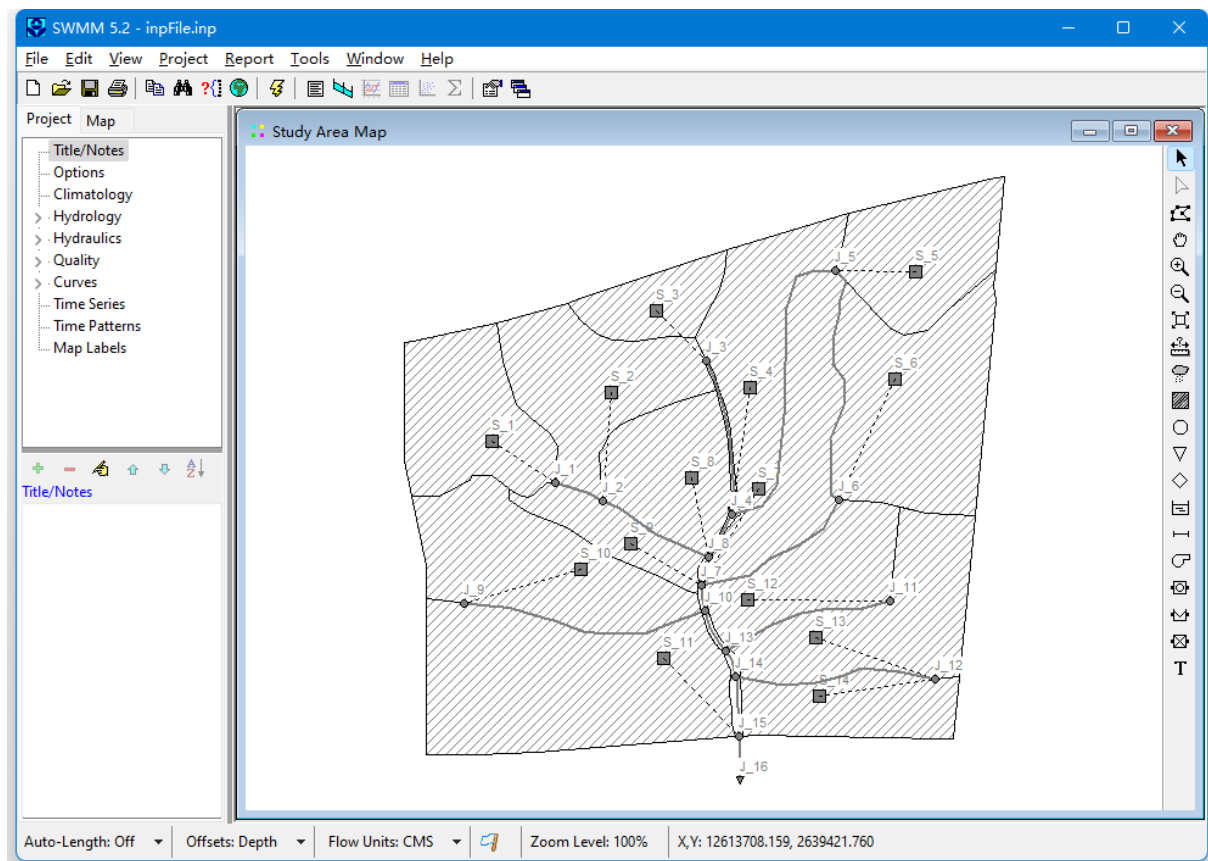 SWMM 5.2 - inpFile.inp
File Edit View Project Report Tools Window Help
Project Map
Title/Notes
Options
Climatology
Hydrology
Hydraulics
Quality
Curves
Time Series
Time Patterns
Map Labels
Title/Notes
Study Area Map
J_5 S_5
S_3
J_3
S_2 S_4 S_6
S_1
J_1 S_8
J_2 J_4 J_6
S_9 J_8
S_10
J_7
J_9 S_12 J_11
J_10
S_11 J_13 S_13
J_14 S_14 J_12
J_15
J_16
T
Auto-Length: Off Offsets: Depth Flow Units: CMS Zoom Level: 100% X,Y: 12613708.159, 2639421.760